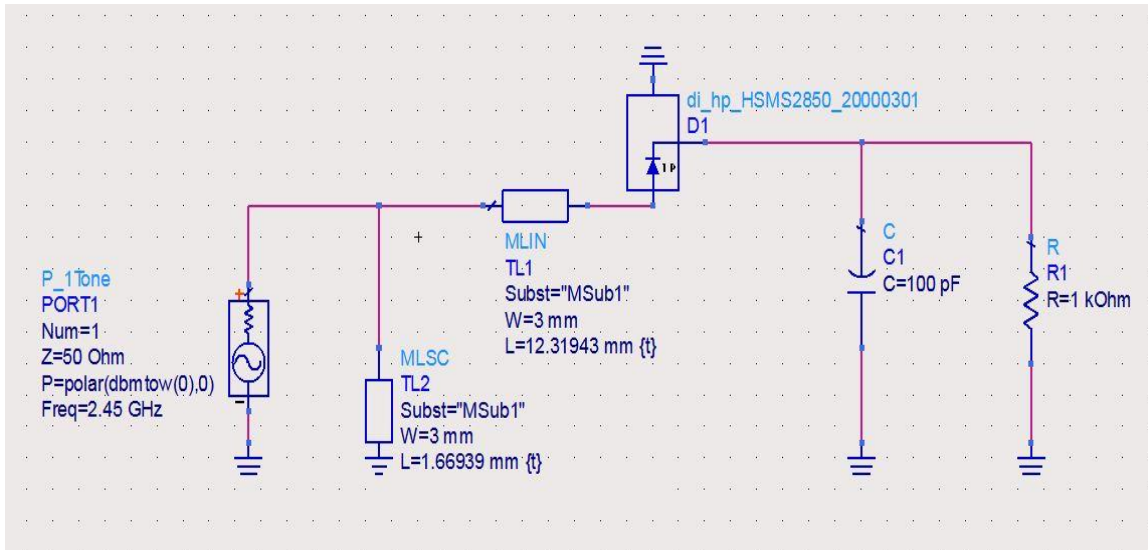 di_hp_HSMS2850_20000301
D1
P_1Tone
PORT1
Num=1
Z=50 Ohm
P=polar(dbmtow(0),0)
Freq=2.45 GHz
MLIN
TL1
Subst="MSub1"
W=3 mm
L=12.31943 mm {t}
MLSC
TL2
Subst="MSub1"
W=3 mm
L=1.66939 mm {t}
C
C1
C=100 pF
R
R1
R=1 kOhm